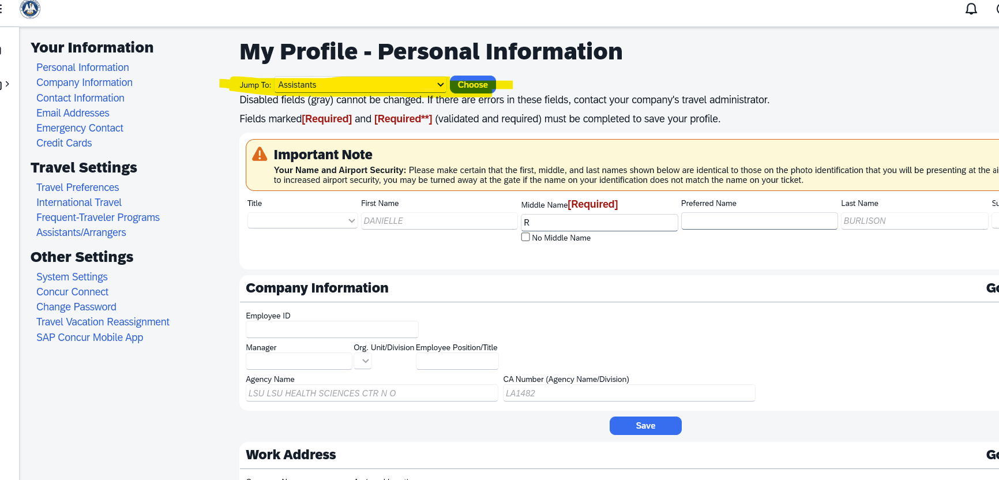 Your Information
Personal Information
Company Information
Contact Information
Email Addresses
Emergency Contact
Credit Cards
Travel Settings
Travel Preferences
International Travel
Frequent-Traveler Programs
Assistants/Arrangers
Other Settings
System Settings
Concur Connect
Change Password
Travel Vacation Reassignment
SAP Concur Mobile App
My Profile - Personal Information
Jump To: Assistants Choose
Disabled fields (gray) cannot be changed. If there are errors in these fields, contact your company's travel administrator.
Fields marked[Required] and [Required**] (validated and required) must be completed to save your profile.
Important Note
Your Name and Airport Security: Please make certain that the first, middle, and last names shown below are identical to those on the photo identification that you will be presenting at the
to increased airport security, you may be turned away at the gate if the name on your identification does not match the name on your ticket.
Title First Name Middle Name[Required] Preferred Name Last Name
DANIELLE R BURLISON
No Middle Name
Company Information
Employee ID
Manager Org. Unit/Division Employee Position/Title
Agency Name CA Number (Agency Name/Division)
LSU LSU HEALTH SCIENCES CTR N O LA1482
Save
Work Address